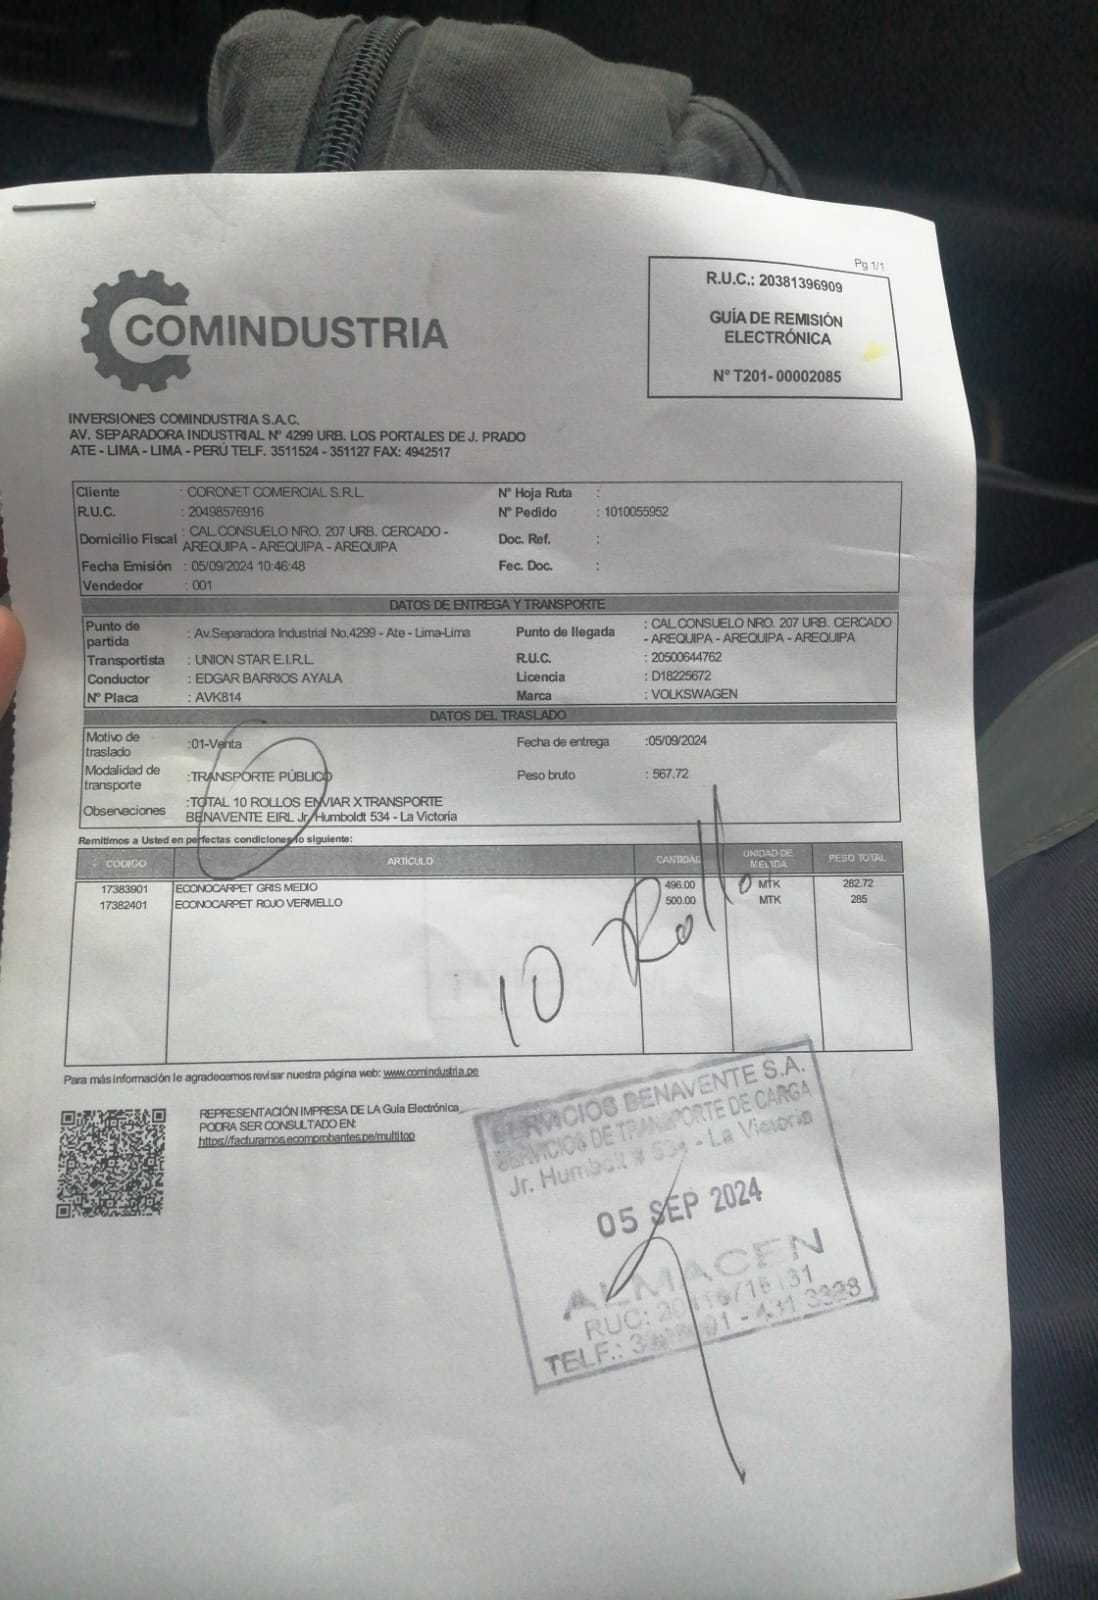 Pg 1/1
R.U.C.: 20381396909
GUÍA DE REMISIÓN
ELECTRÓNICA
N° T201- 00002085
COMINDUSTRIA
INVERSIONES COMINDUSTRIA S.A.C.
AV. SEPARADORA INDUSTRIAL N° 4299 URB. LOS PORTALES DE J. PRADO
ATE - LIMA - LIMA - PERÚ TELF. 3511524 - 351127 FAX: 4942517
Cliente : CORONET COMERCIAL S.R.L. N° Hoja Ruta :
R.U.C. : 20498576916 N° Pedido : 1010055952
Domicilio Fiscal : CAL.CONSUELO NRO. 207 URB. CERCADO - AREQUIPA - AREQUIPA - AREQUIPA Doc. Ref. :
Fecha Emisión : 05/09/2024 10:46:48 Fec. Doc. :
Vendedor : 001
DATOS DE ENTREGA Y TRANSPORTE
Punto de partida : Av.Separadora Industrial No.4299 - Ate - Lima-Lima Punto de llegada : CAL.CONSUELO NRO. 207 URB. CERCADO - AREQUIPA - AREQUIPA - AREQUIPA
Transportista : UNION STAR E.I.R.L. R.U.C. : 20500644762
Conductor : EDGAR BARRIOS AYALA Licencia : D18225672
N° Placa : AVK814 Marca : VOLKSWAGEN
DATOS DEL TRASLADO
Motivo de traslado :01-Venta Fecha de entrega :05/09/2024
Modalidad de transporte :TRANSPORTE PÚBLICO Peso bruto : 567.72
Observaciones :TOTAL 10 ROLLOS ENVIAR X TRANSPORTE
BENAVENTE EIRL Jr. Humboldt 534 - La Victoria
Remitimos a Usted en perfectas condiciones lo siguiente:
CODIGO ARTÍCULO CANTIDAD UNIDAD DE MEDIDA PESO TOTAL
17383901 ECONOCARPET GRIS MEDIO 496.00 MTK 282.72
17382401 ECONOCARPET ROJO VERMELLO 500.00 MTK 285
10 Rollo
Para más información le agradecemos revisar nuestra página web: www.comindustria.pe
REPRESENTACIÓN IMPRESA DE LA Guía Electrónica
PODRA SER CONSULTADO EN:
https://facturamos.ecomprobantes.pe/multitop
SERVICIOS BENAVENTE S.A.
SERVICIOS DE TRANSPORTE DE CARGA
Jr. Humbolt # 534 - La Victoria
05 SEP 2024
ALMACEN
RUC:
TELF.: 431 3328